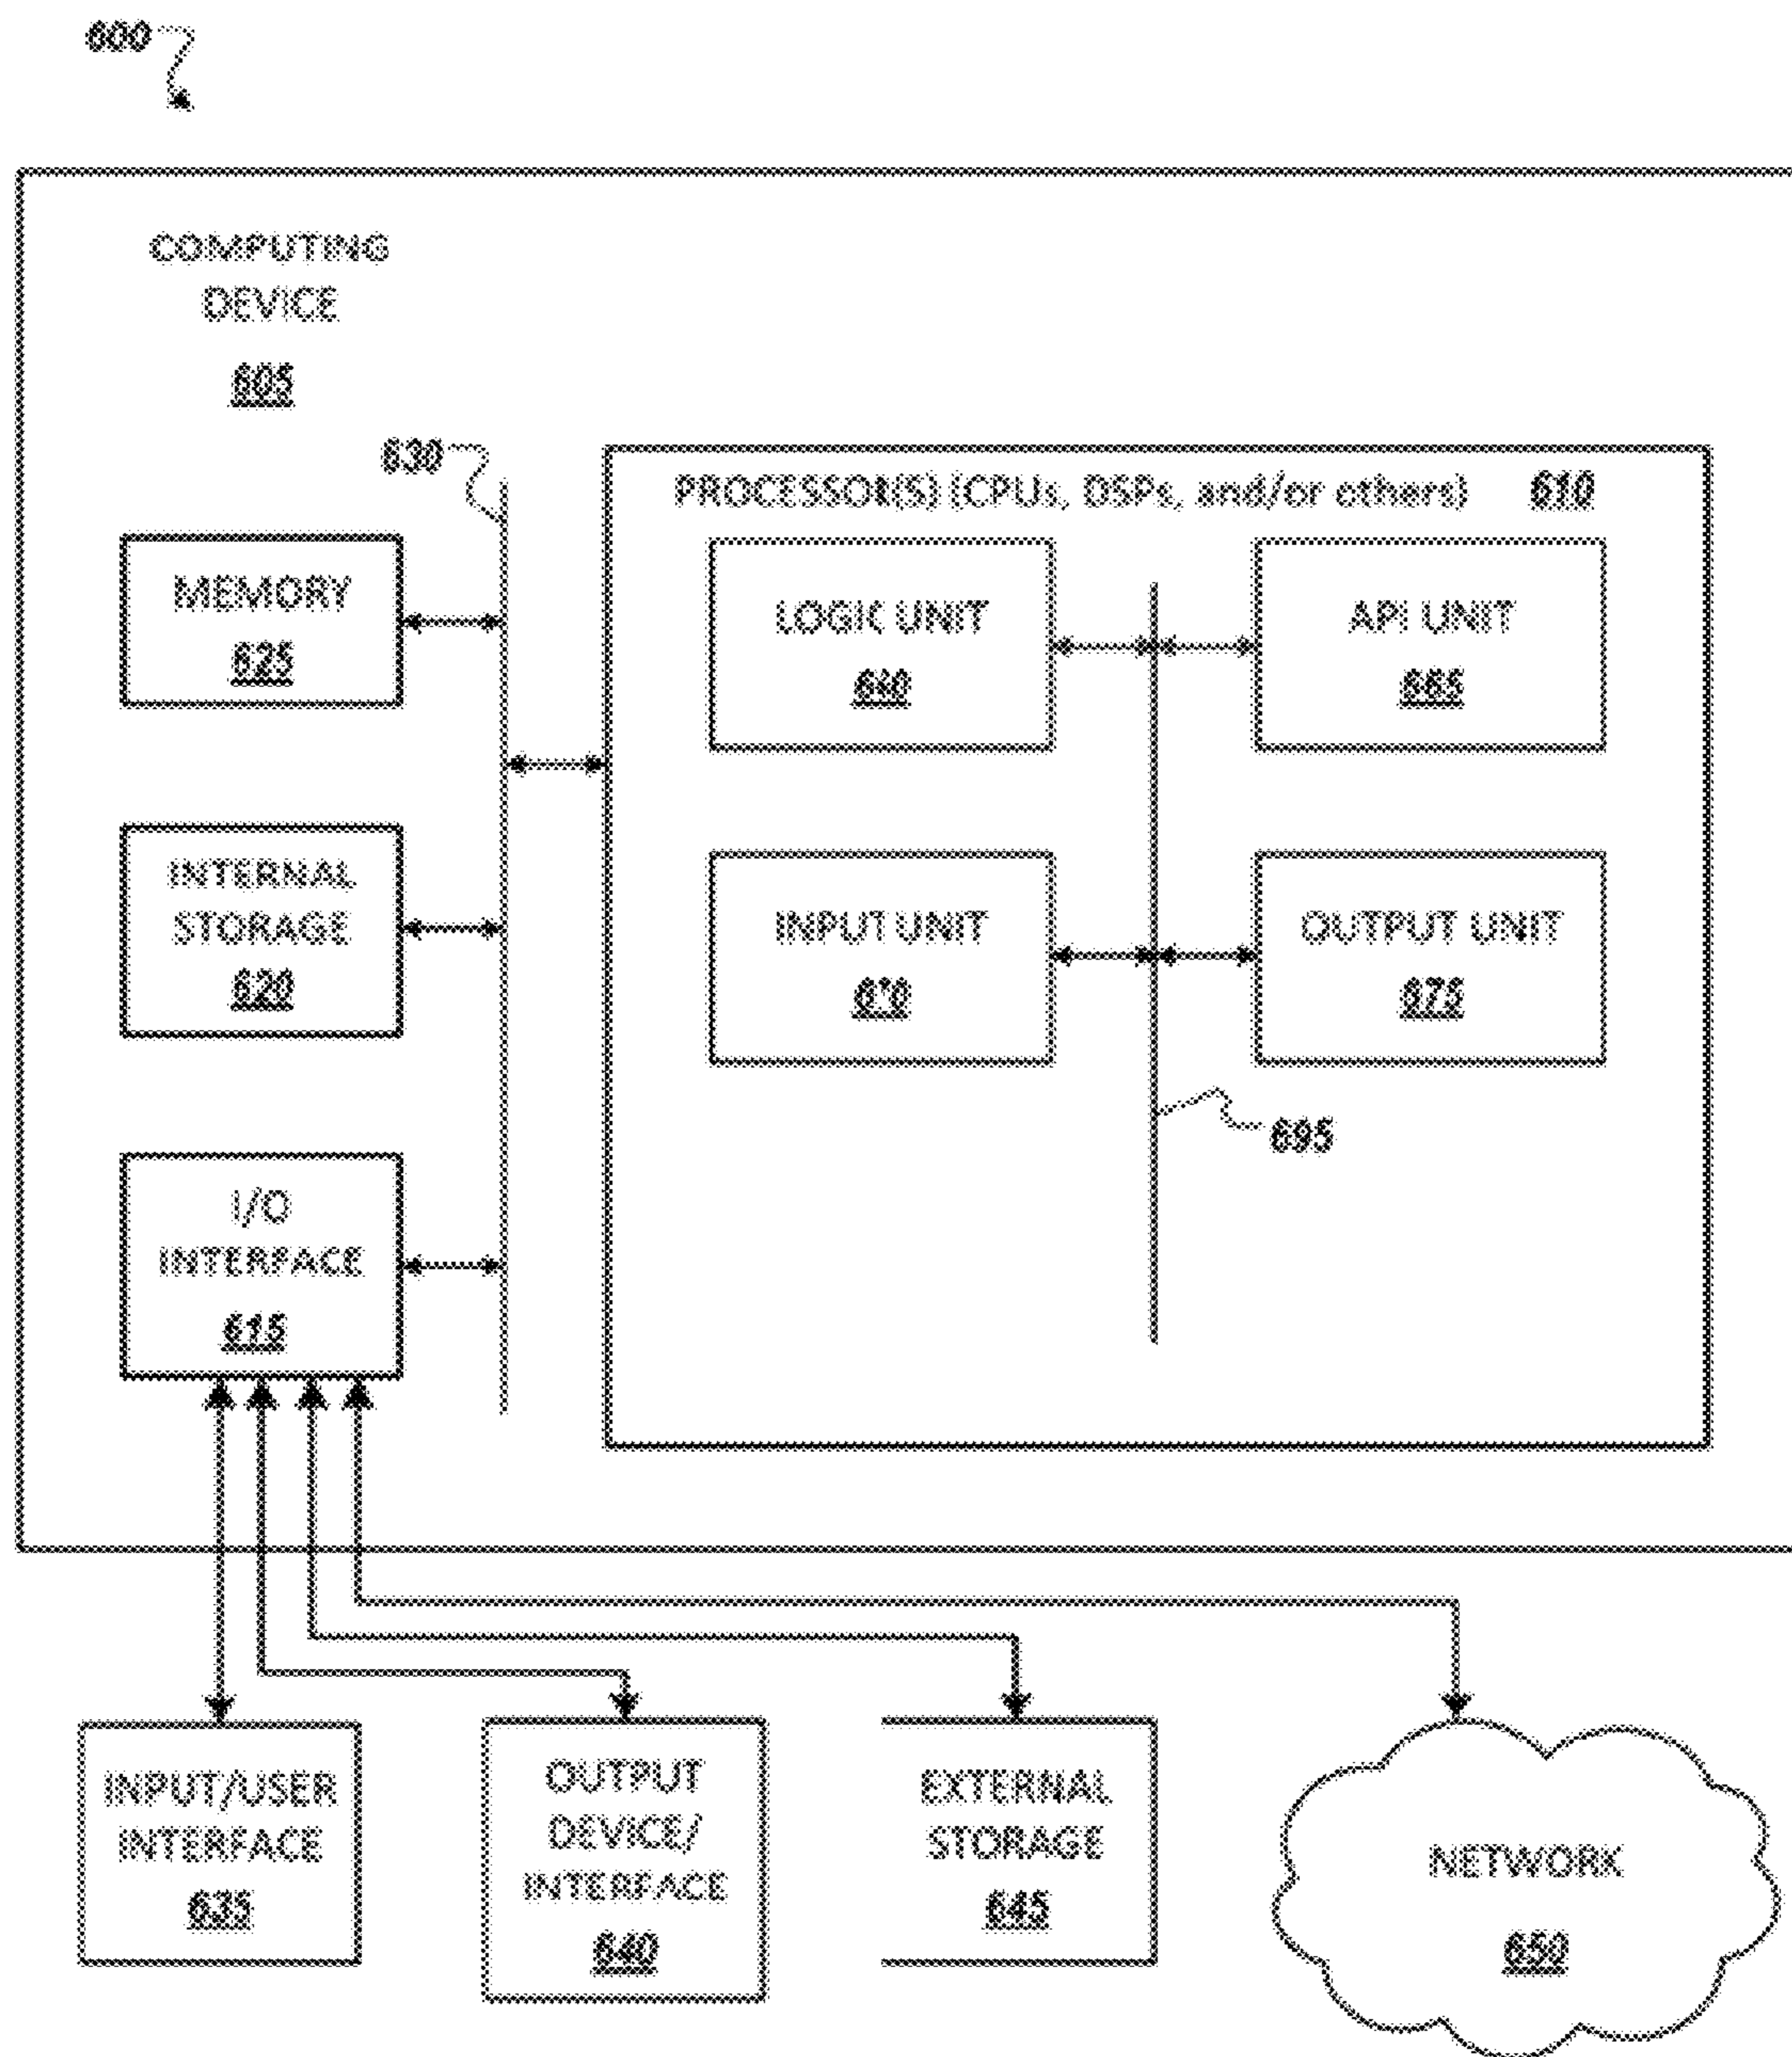 600
COMPUTING
DEVICE
605
630
PROCESSOR(S) (CPUs, DSPs, and/or others) 610
MEMORY
625
LOGIC UNIT
660
API UNIT
665
INTERNAL
STORAGE
620
INPUT UNIT
670
OUTPUT UNIT
675
695
I/O
INTERFACE
615
INPUT/USER
INTERFACE
635
OUTPUT
DEVICE/
INTERFACE
640
EXTERNAL
STORAGE
645
NETWORK
650